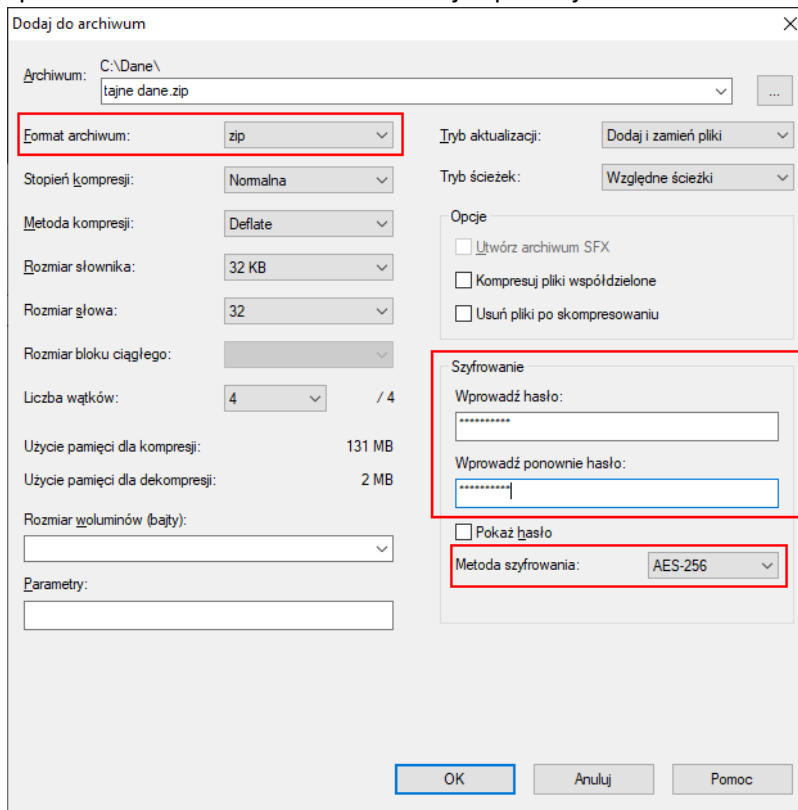 Dodaj do archiwum
Archiwum: C:\Dane\
tajne dane.zip
...
Format archiwum: zip
Stopień kompresji: Normalna
Metoda kompresji: Deflate
Rozmiar słownika: 32 KB
Rozmiar słowa: 32
Rozmiar bloku ciągłego:
Liczba wątków: 4 / 4
Użycie pamięci dla kompresji: 131 MB
Użycie pamięci dla dekompresji: 2 MB
Rozmiar woluminów (bajty):
Parametry:
Tryb aktualizacji: Dodaj i zamień pliki
Tryb ścieżek: Względne ścieżki
Opcje
Utwórz archiwum SFX
Kompresuj pliki współdzielone
Usuń pliki po skompresowaniu
Szyfrowanie
Wprowadź hasło:
**********
Wprowadź ponownie hasło:
**********
Pokaż hasło
Metoda szyfrowania: AES-256
OK Anuluj Pomoc